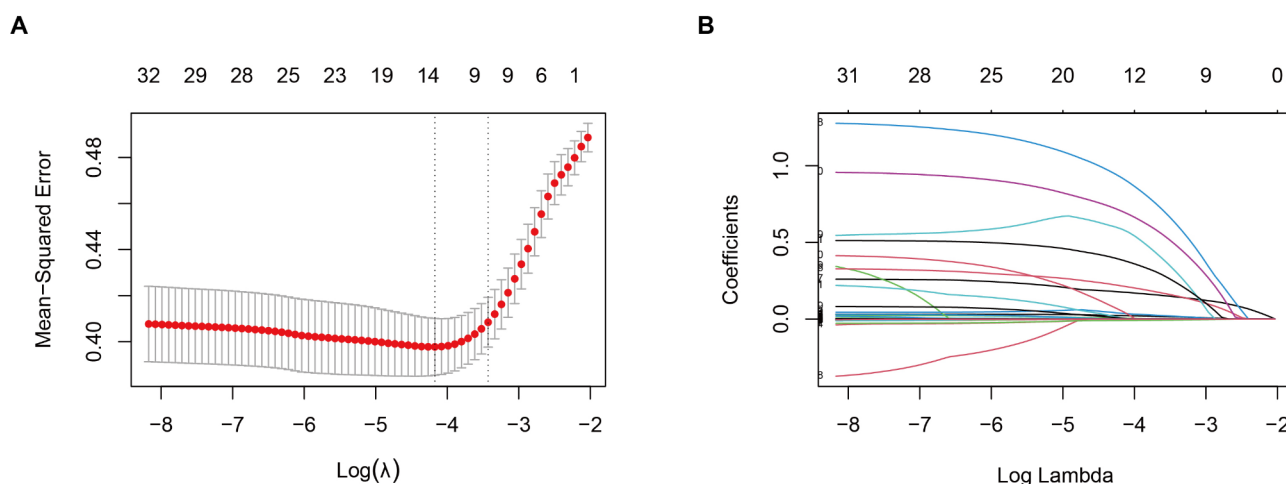 A
32 29 28 25 23 19 14 9 9 6 1
Mean−Squared Error
0.48
0.44
0.40
−8 −7 −6 −5 −4 −3 −2
Log(λ)
B
31 28 25 20 12 9 0
Coefficients
1.0
0.5
0.0
−8 −7 −6 −5 −4 −3 −2
Log Lambda